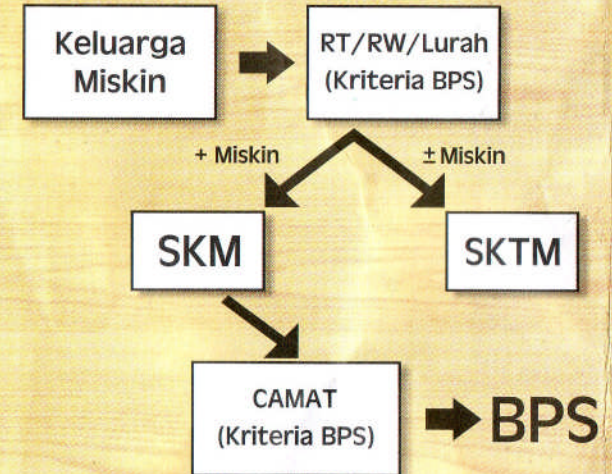 Keluarga
Miskin
RT/RW/Lurah
(Kriteria BPS)
+ Miskin
± Miskin
SKM
SKTM
CAMAT
(Kriteria BPS)
BPS